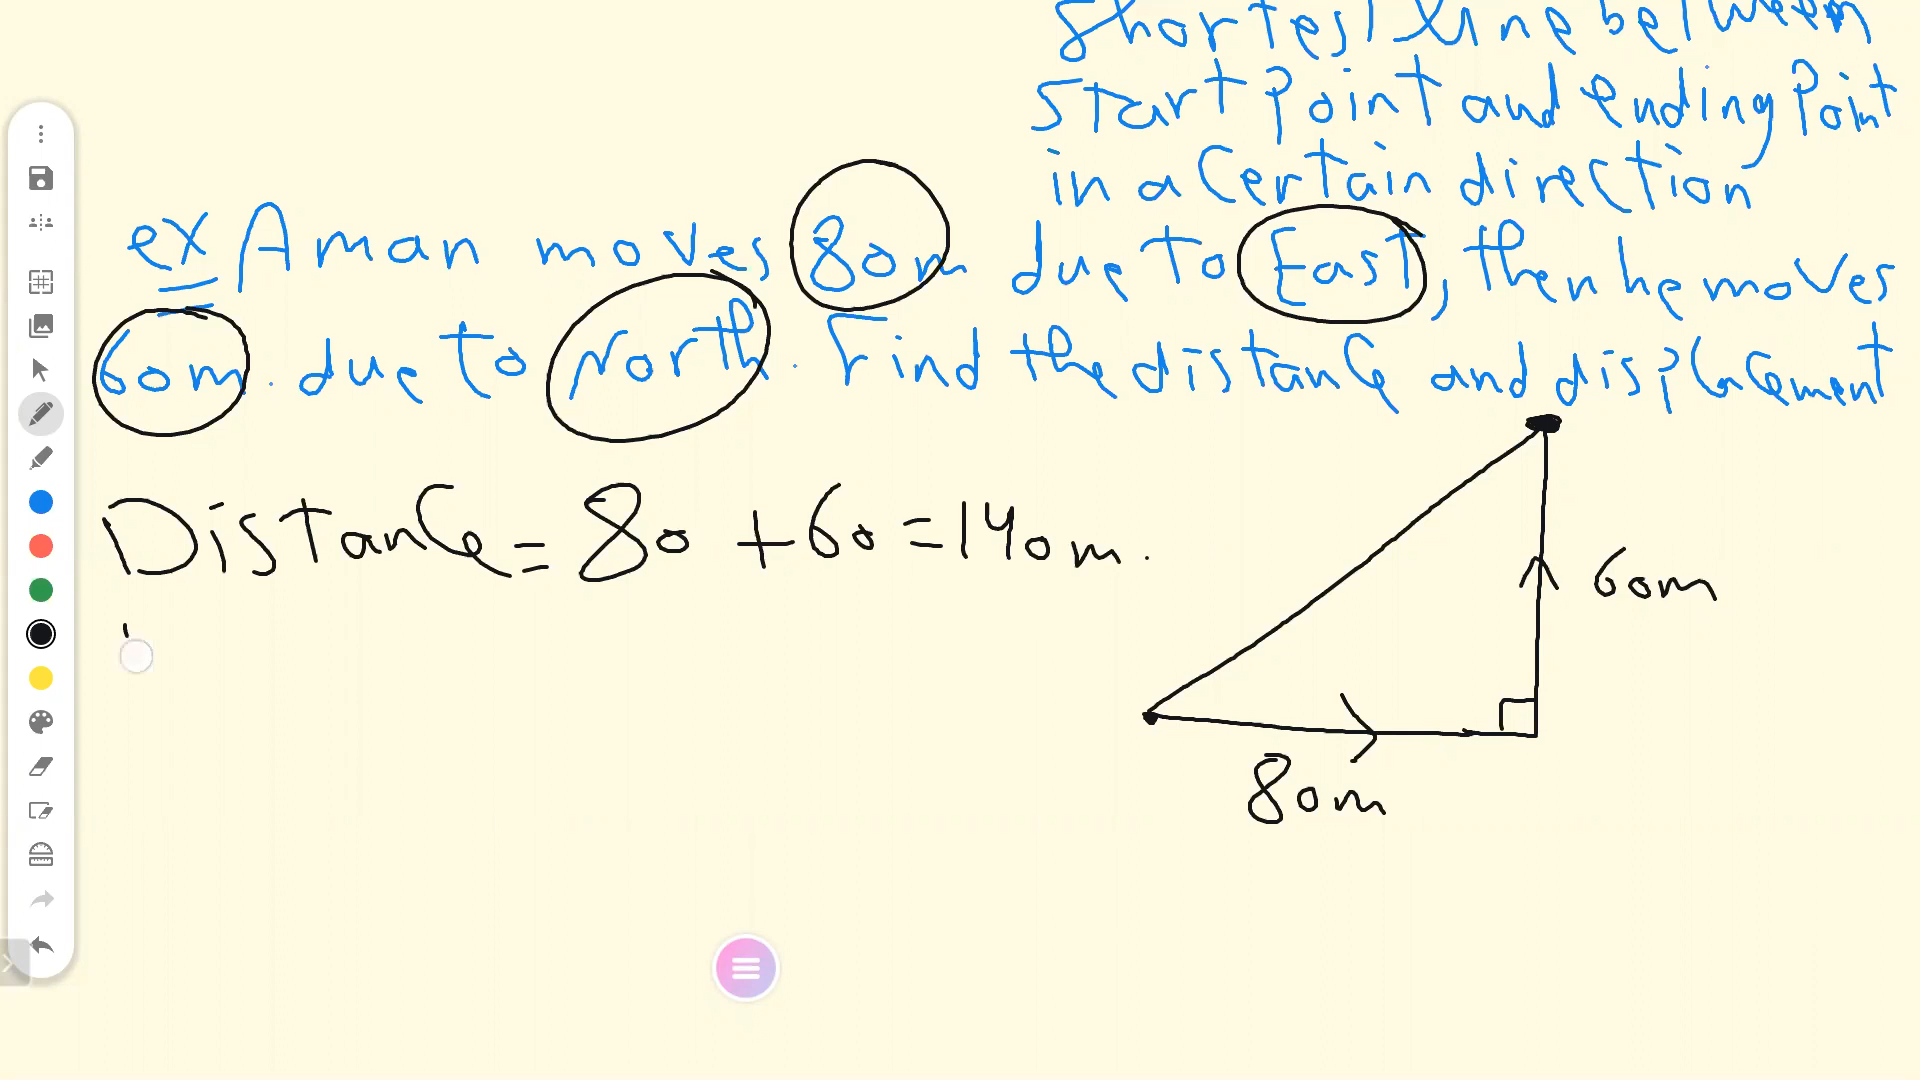 shortest line between
start point and ending point
in a certain direction
ex A man moves 80m due to East, then he moves
60m. due to North. Find the distance and displacement
Distance = 80 + 60 = 140 m.
60m
80m